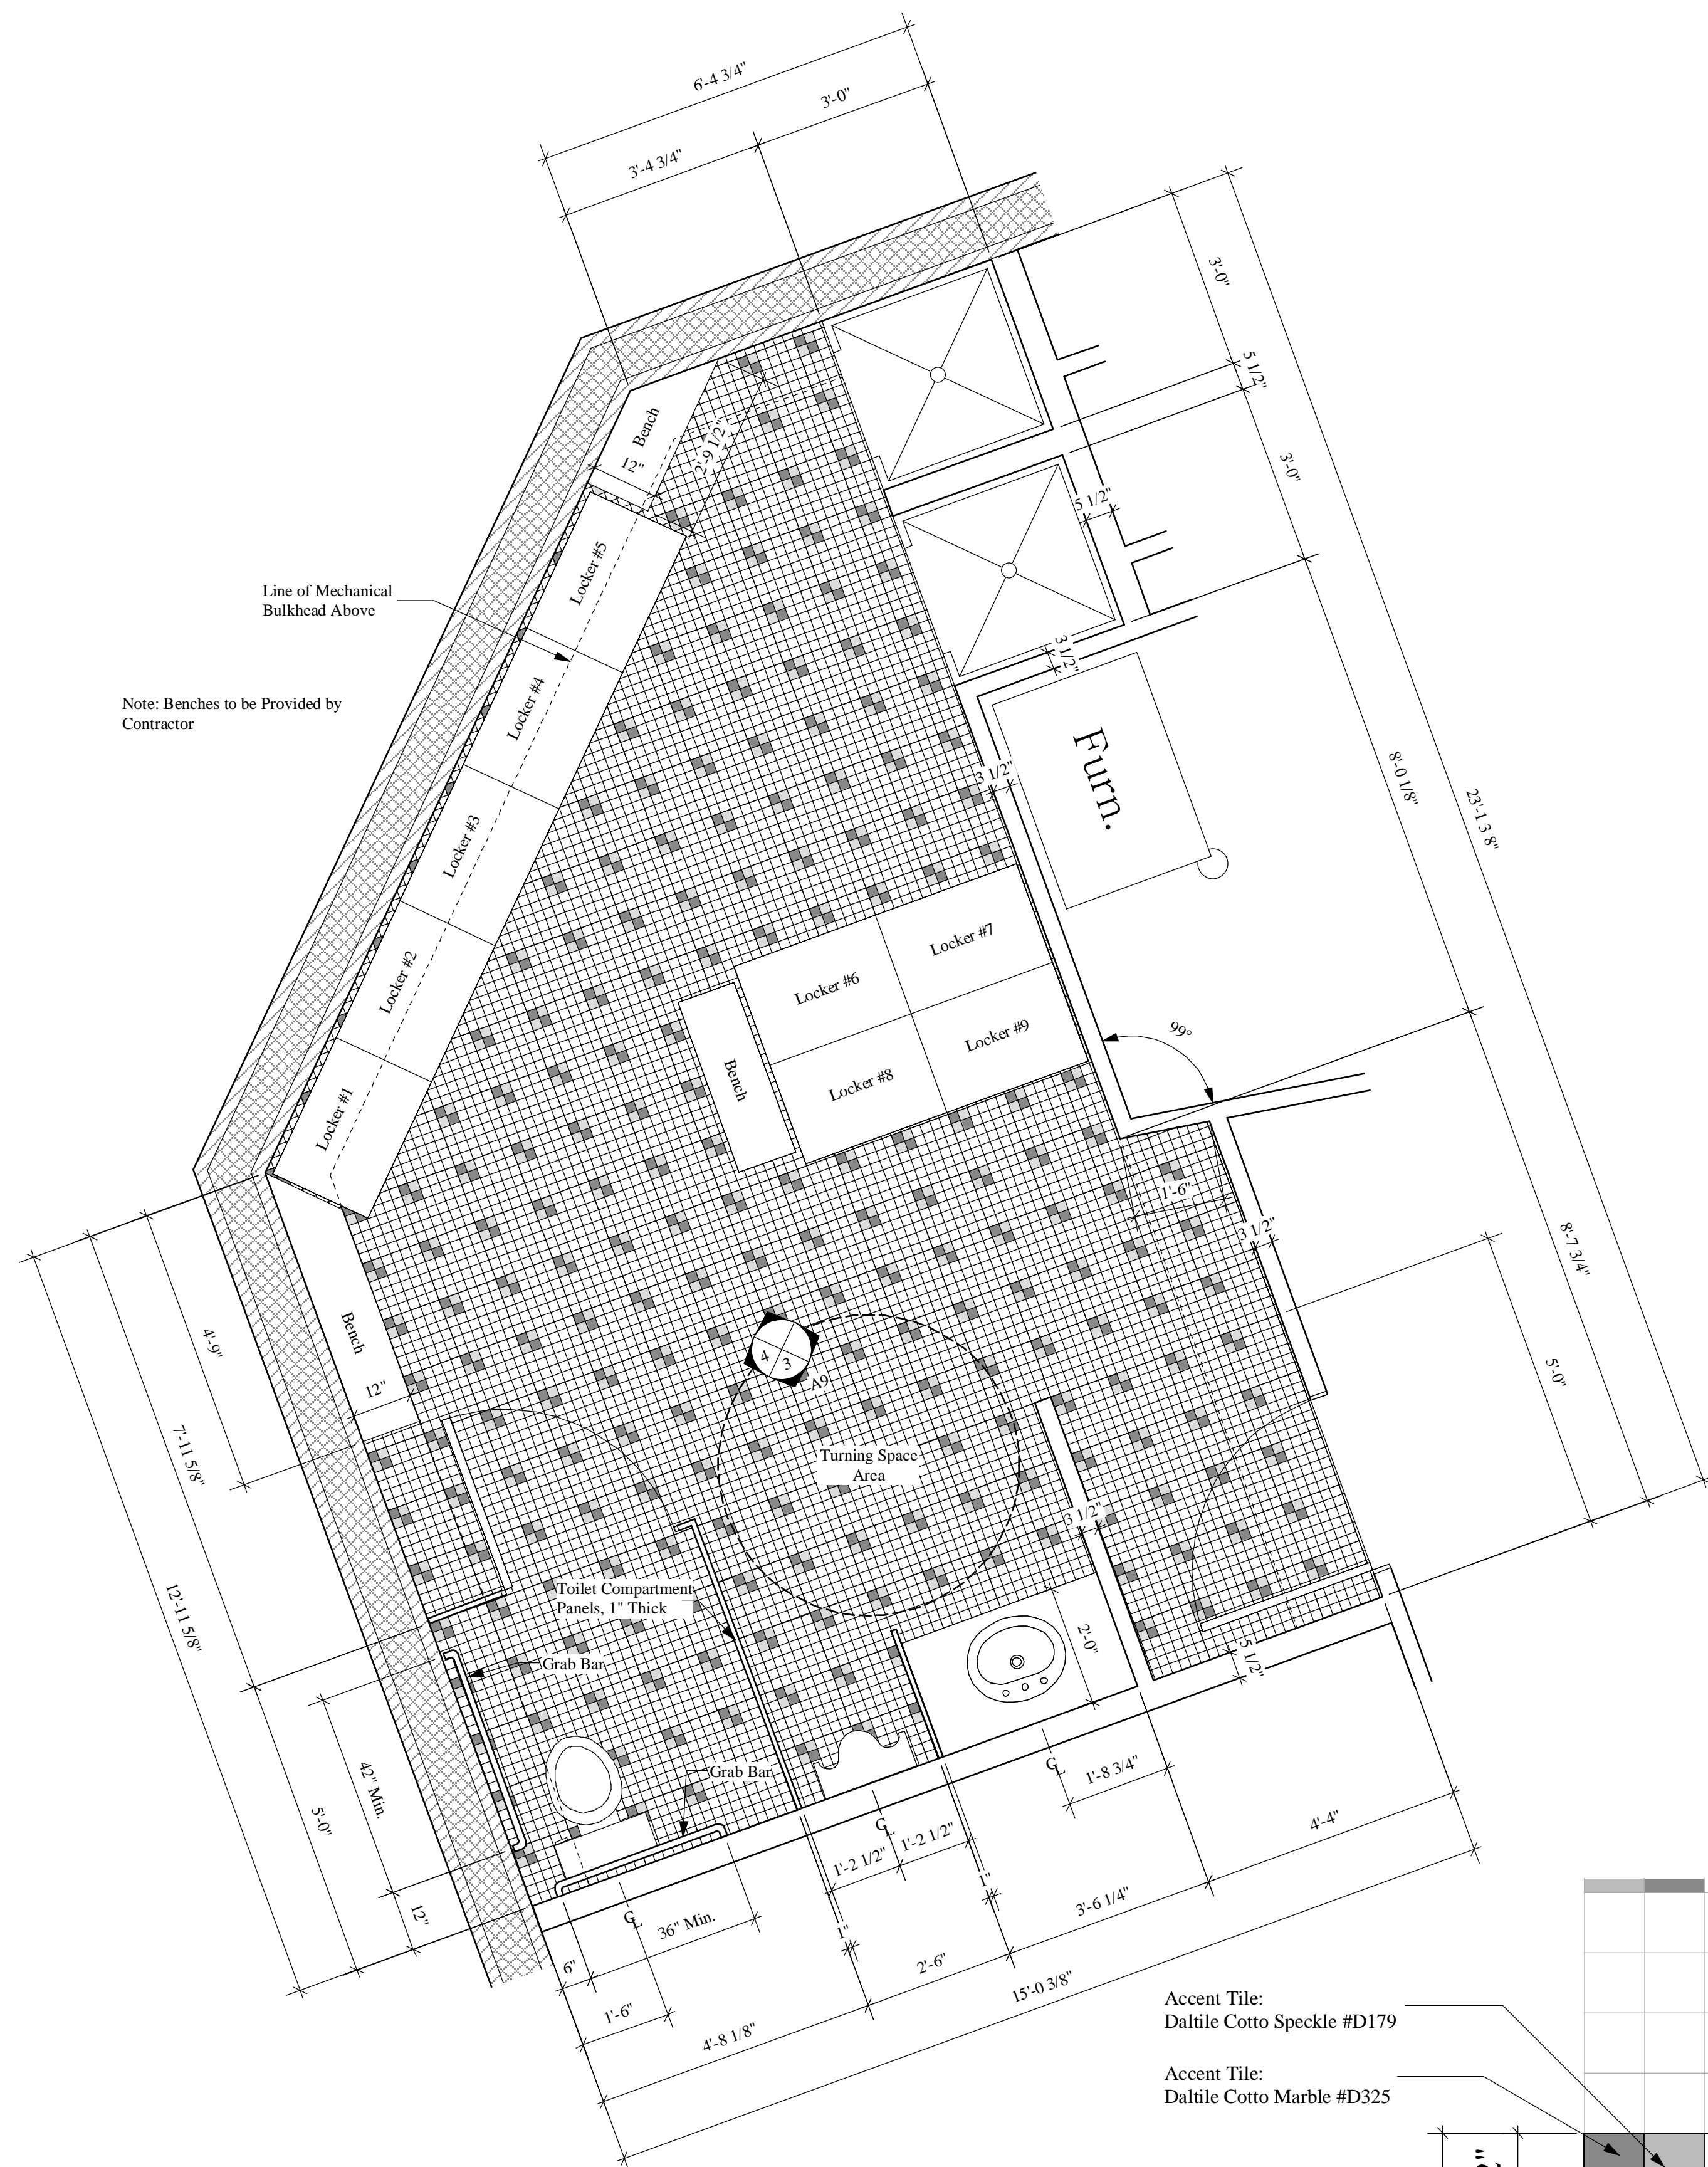 6'-4 3/4"
3'-0"
3'-4 3/4"
3'-0"
5 1/2"
Bench
12"
2'-9 1/2"
3'-0"
5 1/2"
Locker #5
Line of Mechanical
Bulkhead Above
3 1/2"
Locker #4
Note: Benches to be Provided by
Contractor
Furn.
3 1/2"
8'-0 1/8"
23'-1 3/8"
Locker #3
Locker #7
Locker #2
Locker #6
Locker #9
99°
Bench
Locker #8
Locker #1
1'-6"
3 1/2"
8'-7 3/4"
4'-9"
Bench
4
3
A9
5'-0"
12"
7'-11 5/8"
Turning Space
Area
3 1/2"
12'-11 5/8"
Toilet Compartment
Panels, 1" Thick
2'-0"
5 1/2"
Grab Bar
42" Min.
Grab Bar
CL
1'-8 3/4"
5'-0"
CL
1'-2 1/2"
1'-2 1/2"
4'-4"
12"
CL
36" Min.
1"
1"
3'-6 1/4"
6"
2'-6"
15'-0 3/8"
1'-6"
4'-8 1/8"
Accent Tile:
Daltile Cotto Speckle #D179
Accent Tile:
Daltile Cotto Marble #D325